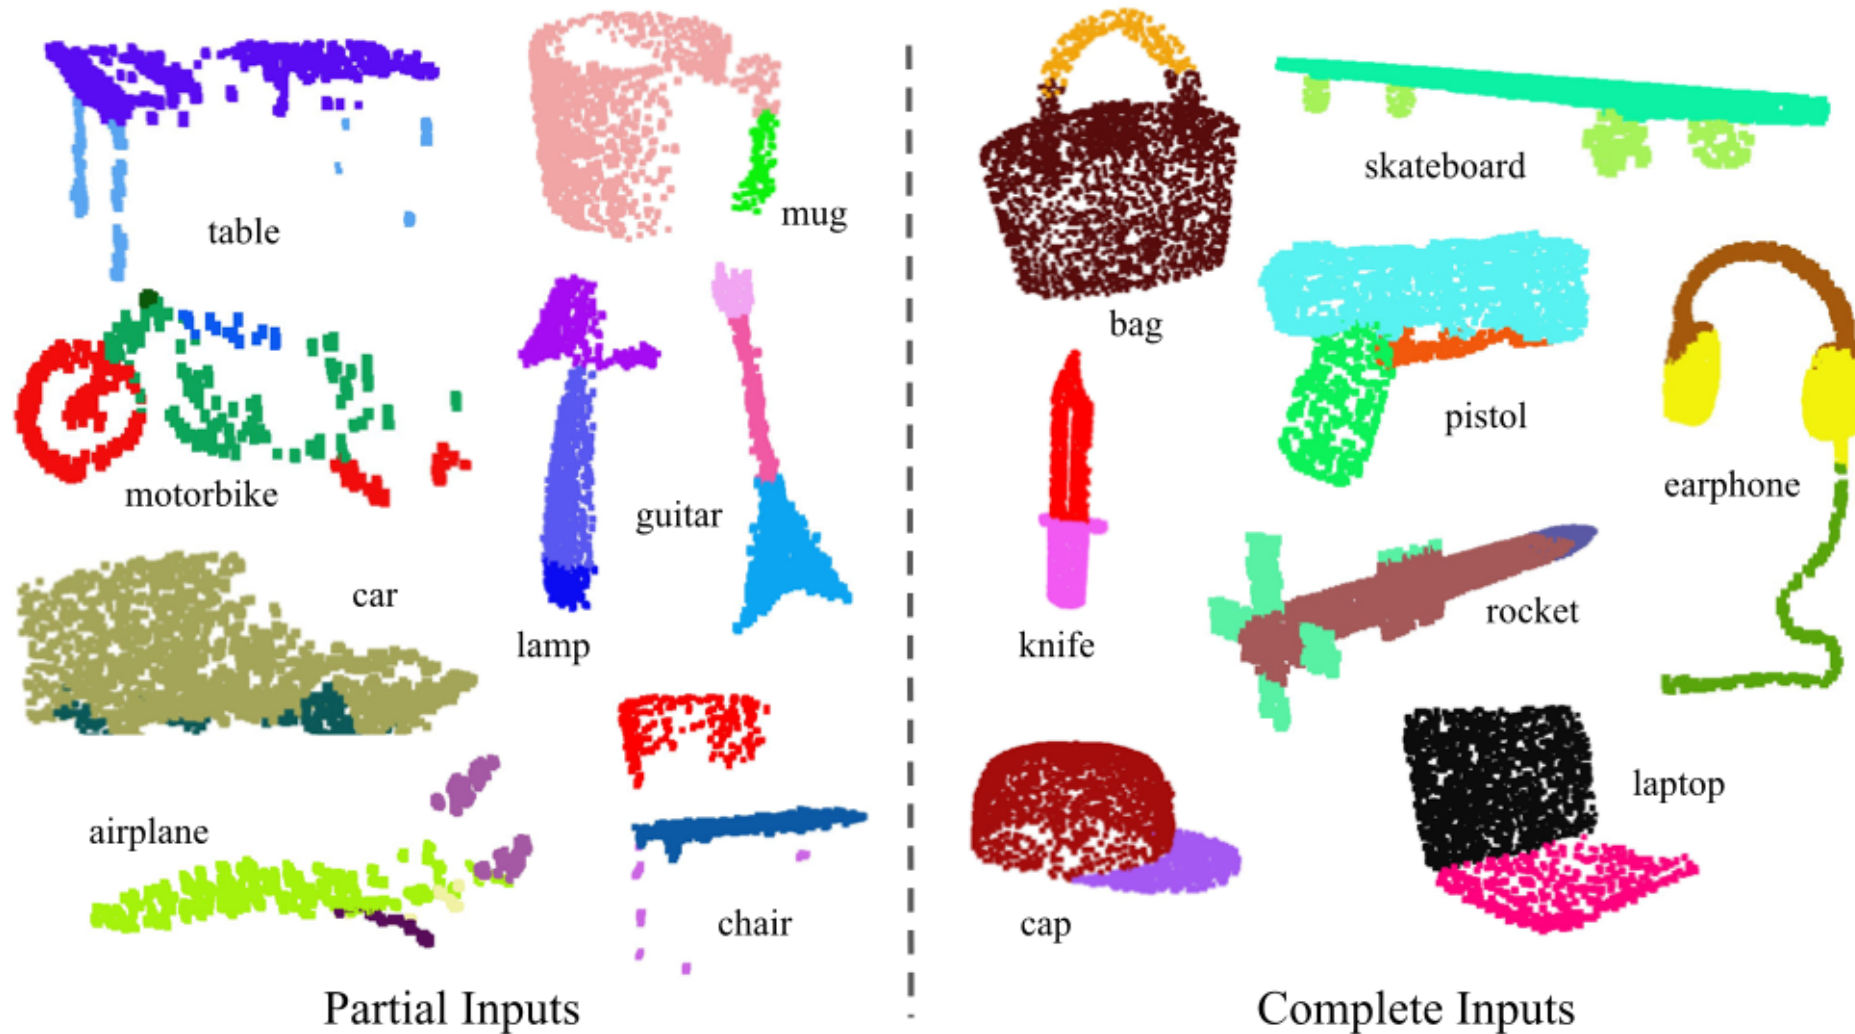 table
mug
motorbike
guitar
car
lamp
airplane
chair
Partial Inputs
skateboard
bag
pistol
earphone
knife
rocket
laptop
cap
Complete Inputs